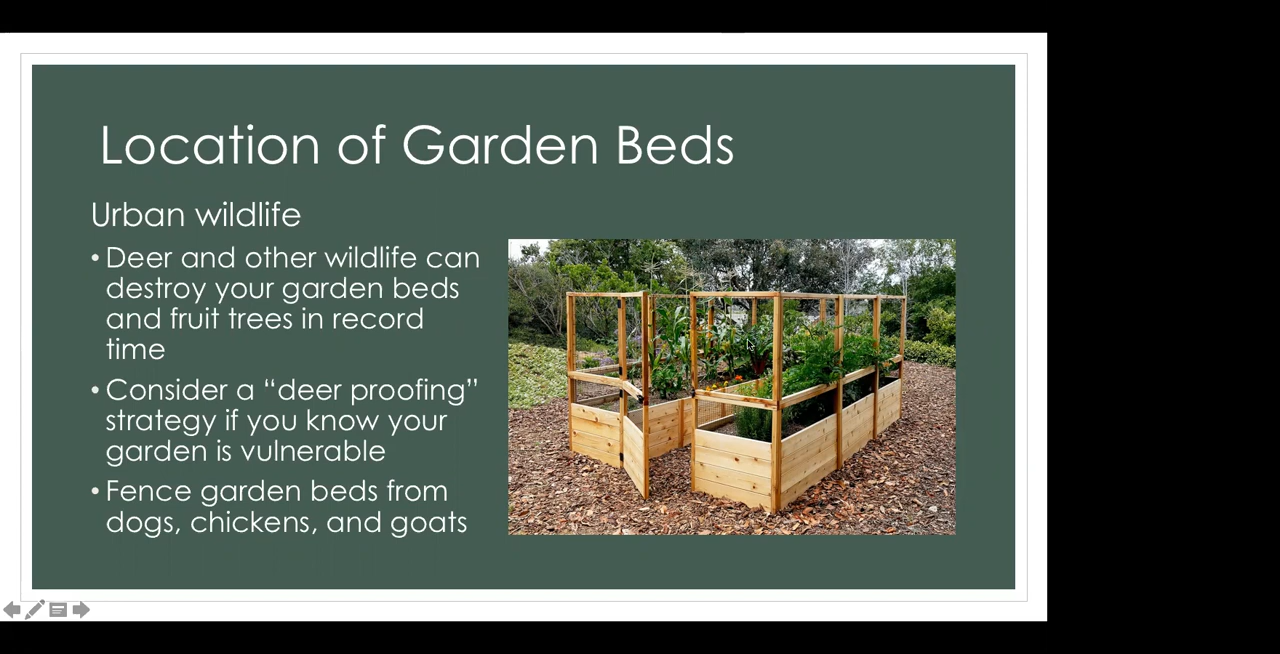 Location of Garden Beds
Urban wildlife
• Deer and other wildlife can
destroy your garden beds
and fruit trees in record
time
• Consider a “deer proofing”
strategy if you know your
garden is vulnerable
• Fence garden beds from
dogs, chickens, and goats